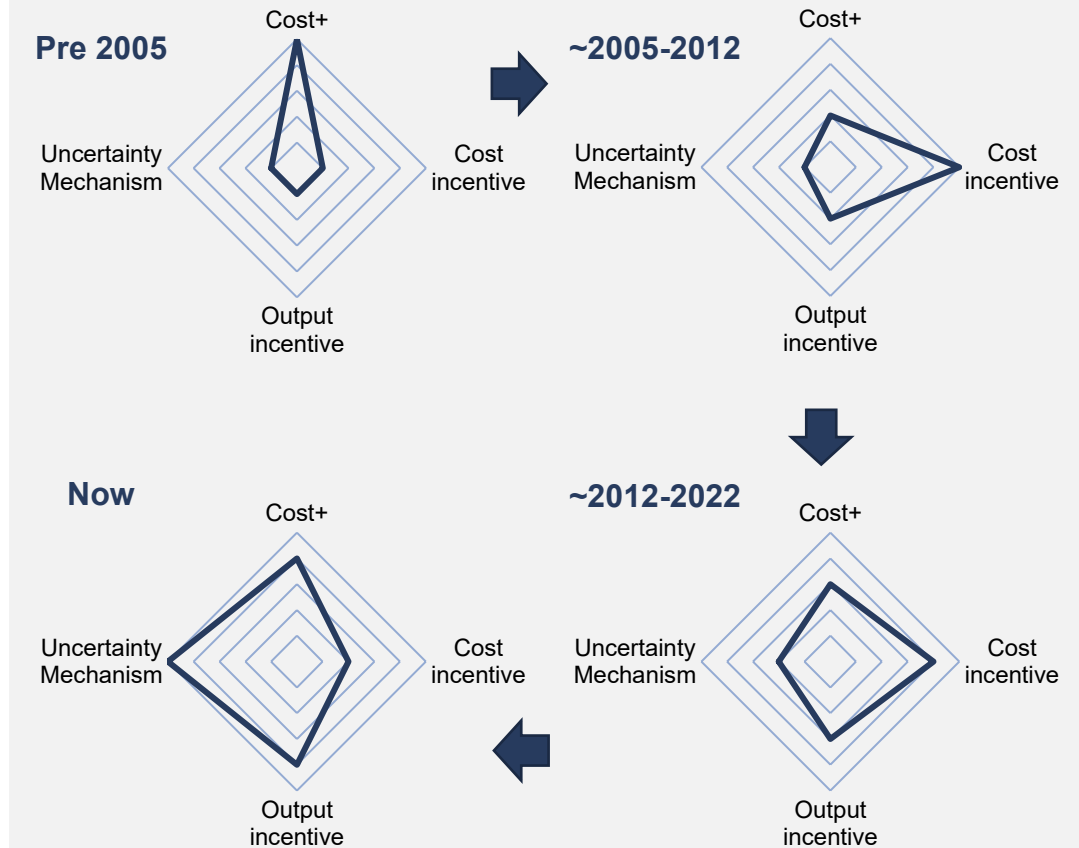 Pre 2005
Cost+
Uncertainty
Mechanism
Cost
incentive
Output
incentive
~2005-2012
Cost+
Uncertainty
Mechanism
Cost
incentive
Output
incentive
Now
Cost+
Uncertainty
Mechanism
Cost
incentive
Output
incentive
~2012-2022
Cost+
Uncertainty
Mechanism
Cost
incentive
Output
incentive